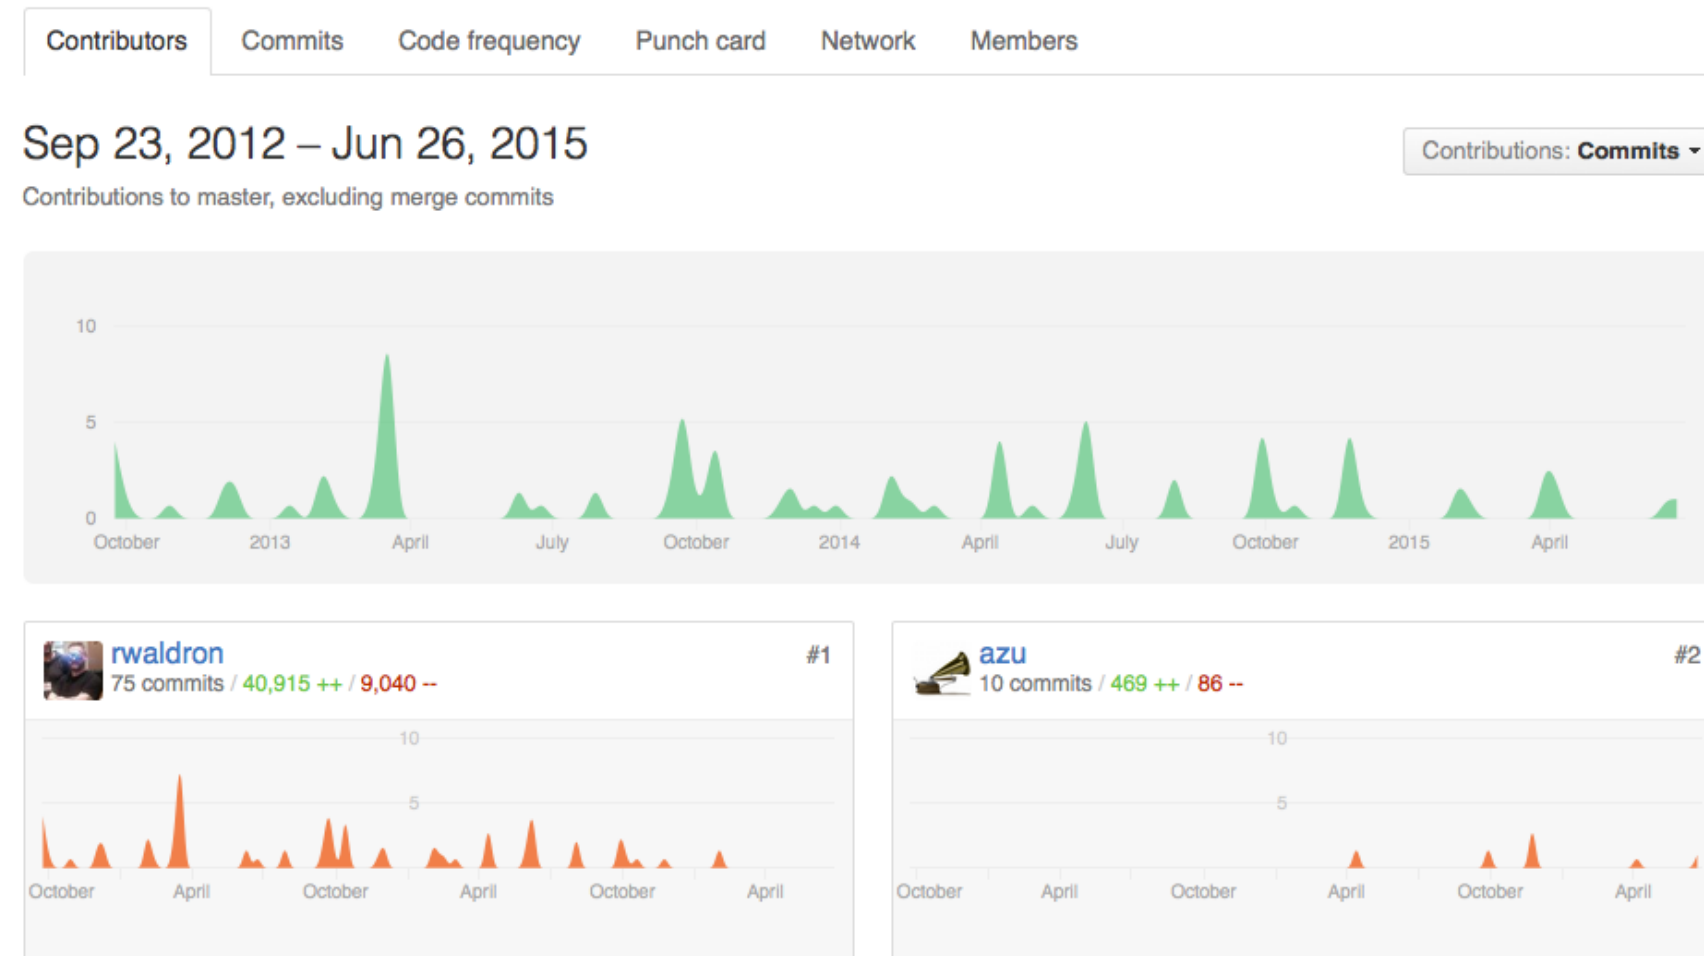 Contributors Commits Code frequency Punch card Network Members
Sep 23, 2012 – Jun 26, 2015
Contributions: Commits
Contributions to master, excluding merge commits
10
5
0
October 2013 April July October 2014 April July October 2015 April
rwaldron #1
75 commits / 40,915 ++ / 9,040 --
10
5
October April October April October April
azu #2
10 commits / 469 ++ / 86 --
10
5
October April October April October April